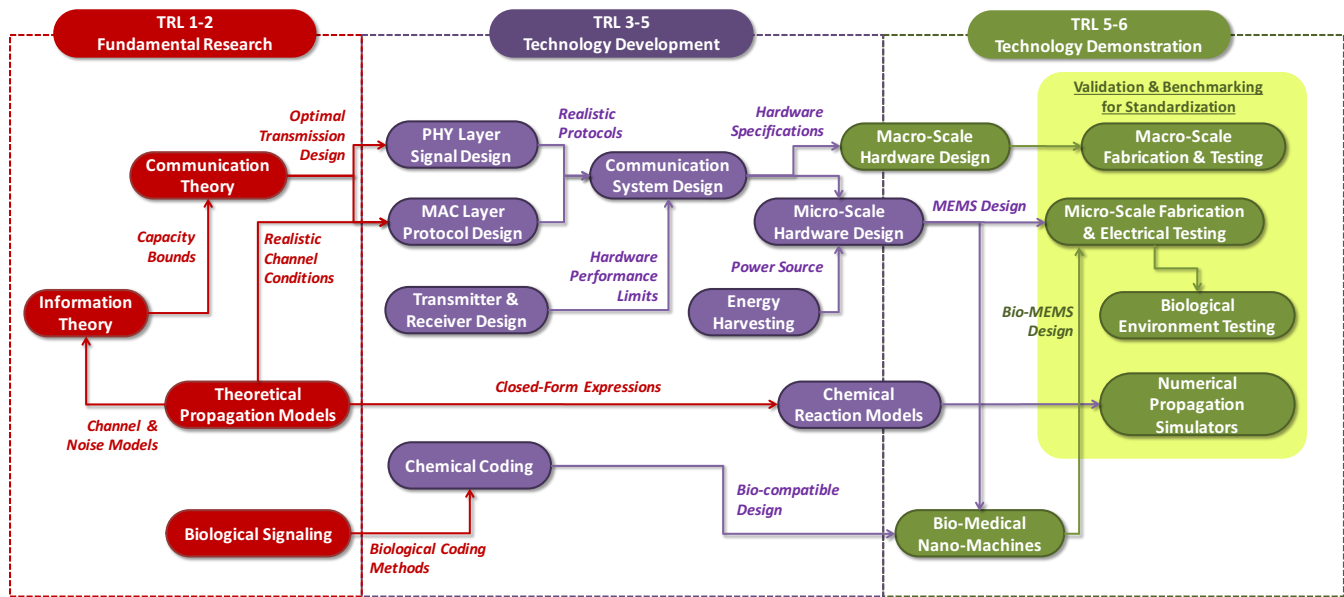 TRL 1-2
Fundamental Research
TRL 3-5
Technology Development
TRL 5-6
Technology Demonstration
Validation & Benchmarking
for Standardization
Optimal
Transmission
Design
Realistic
Protocols
Hardware
Specifications
Communication
Theory
PHY Layer
Signal Design
Communication
System Design
Macro-Scale
Hardware Design
Macro-Scale
Fabrication & Testing
Capacity
Bounds
Realistic
Channel
Conditions
MAC Layer
Protocol Design
Hardware
Performance
Limits
Micro-Scale
Hardware Design
MEMS Design
Micro-Scale Fabrication
& Electrical Testing
Power Source
Information
Theory
Transmitter &
Receiver Design
Energy
Harvesting
Bio-MEMS
Design
Biological
Environment Testing
Theoretical
Propagation Models
Closed-Form Expressions
Chemical
Reaction Models
Numerical
Propagation
Simulators
Channel &
Noise Models
Chemical Coding
Bio-compatible
Design
Biological Signaling
Biological Coding
Methods
Bio-Medical
Nano-Machines